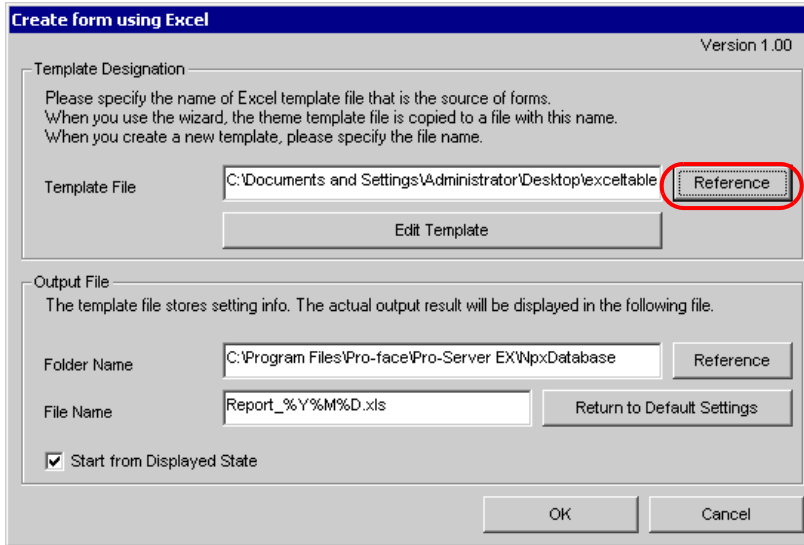 Create form using Excel
Version 1.00
Template Designation
Please specify the name of Excel template file that is the source of forms.
When you use the wizard, the theme template file is copied to a file with this name.
When you create a new template, please specify the file name.
Template File C:\Documents and Settings\Administrator\Desktop\exceltable Reference
Edit Template
Output File
The template file stores setting info. The actual output result will be displayed in the following file.
Folder Name C:\Program Files\Pro-face\Pro-Server EX\NpxDatabase Reference
File Name Report_%Y%M%D.xls Return to Default Settings
Start from Displayed State
OK Cancel